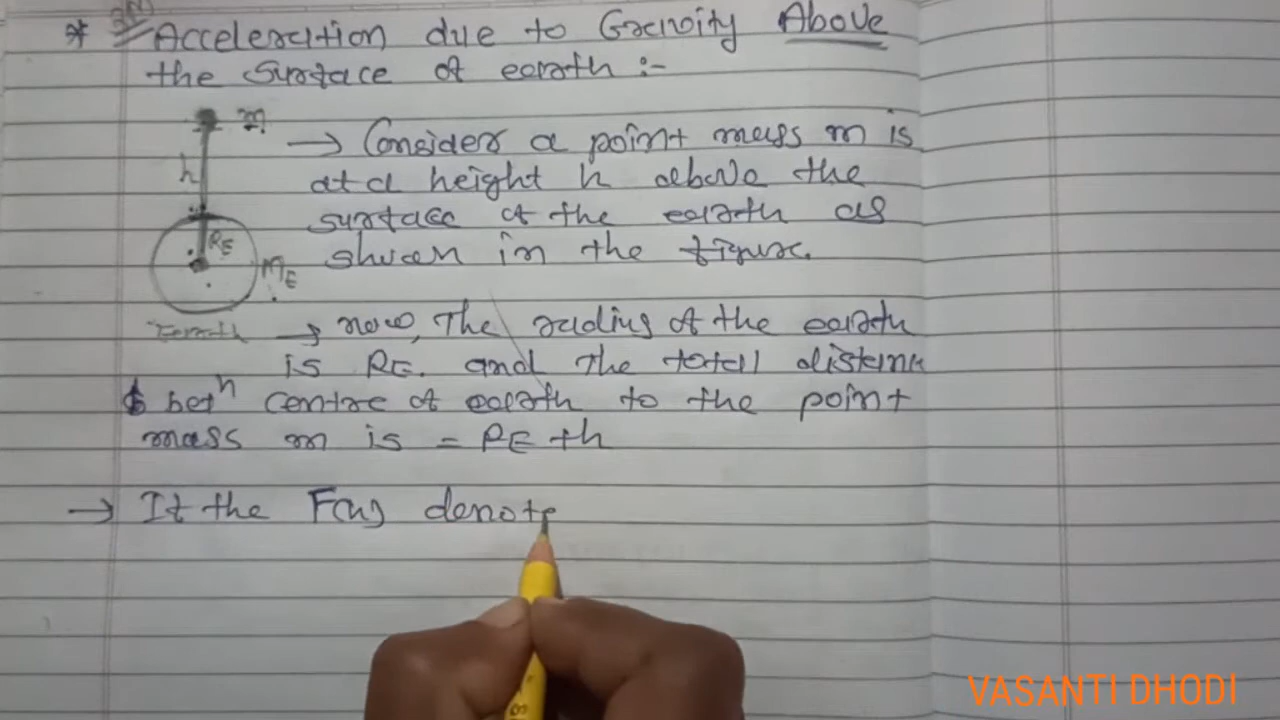 * Acceleration due to Gravity Above
the Surface of earth :-
m
h
RE
ME
Earth
→ Consider a point mass m is
at a height h above the
surface of the earth as
shown in the figure.
→ now, The radius of the earth
is RE. and The total distance
betn centre of earth to the point
mass m is = RE + h
→ If the F(h) denote
VASANTI DHODI